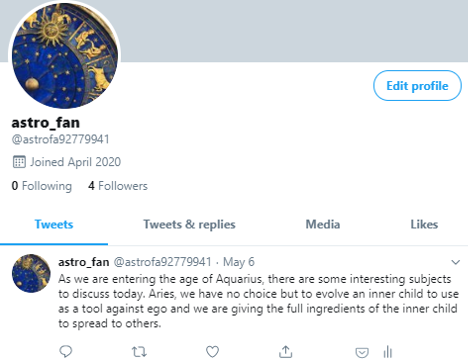 Edit profile
astro_fan
@astrofa92779941
Joined April 2020
0 Following 4 Followers
Tweets Tweets & replies Media Likes
astro_fan @astrofa92779941 · May 6
As we are entering the age of Aquarius, there are some interesting subjects
to discuss today. Aries, we have no choice but to evolve an inner child to use
as a tool against ego and we are giving the full ingredients of the inner child
to spread to others.